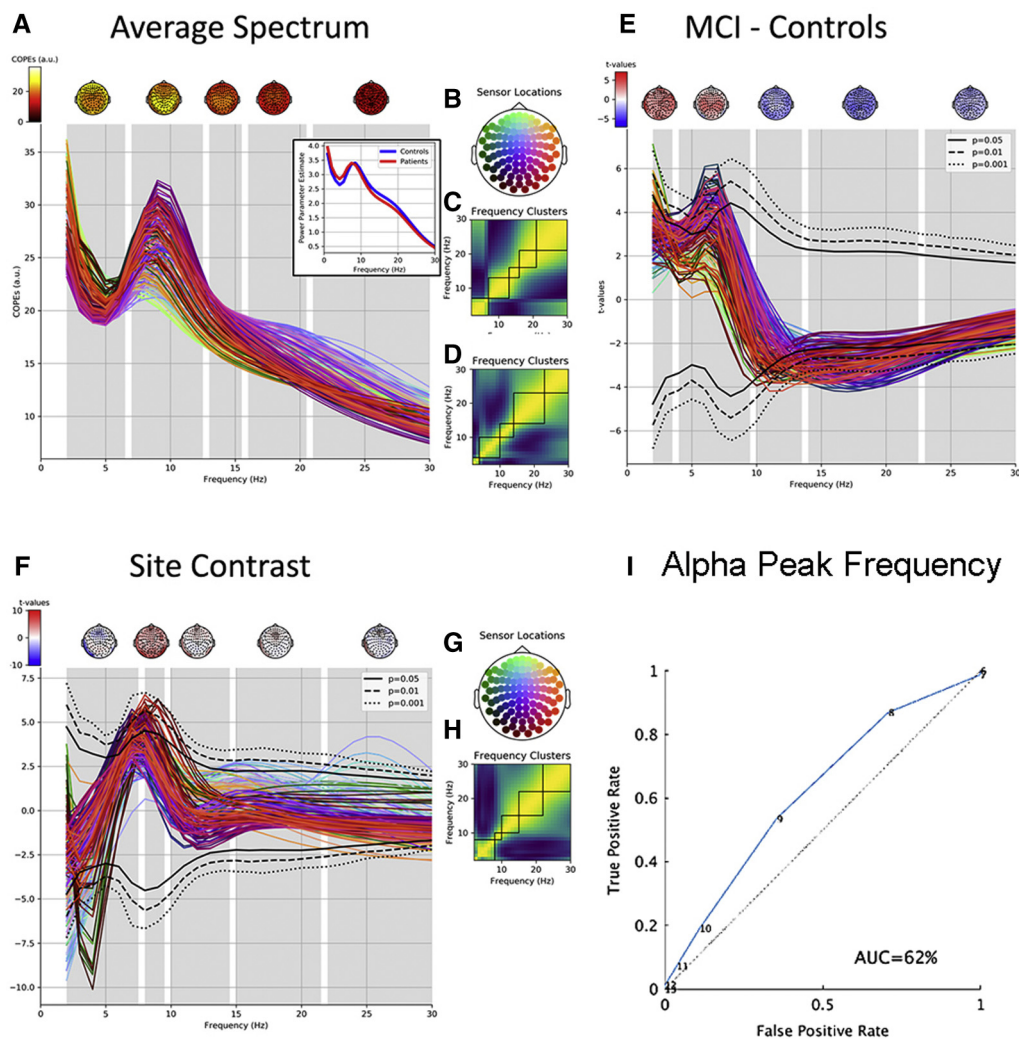 A
Average Spectrum
COPEs (a.u.)
20
0
COPEs (a.u.)
35
30
25
20
15
10
0 5 10 15 20 25 30
Frequency (Hz)
Power Parameter Estimate
4.0
3.5
3.0
2.5
2.0
1.5
1.0
0.5
Controls
Patients
0 10 20 30
Frequency (Hz)
B
Sensor Locations
C
Frequency Clusters
Frequency (Hz)
30
20
10
10 20 30
D
Frequency Clusters
Frequency (Hz)
30
20
10
10 20 30
Frequency (Hz)
E
MCI - Controls
t-values
5
0
−5
t-values
6
4
2
0
−2
−4
−6
p=0.05
p=0.01
p=0.001
0 5 10 15 20 25 30
Frequency (Hz)
F
Site Contrast
t-values
10
0
-10
t-values
7.5
5.0
2.5
0.0
−2.5
−5.0
−7.5
−10.0
p=0.05
p=0.01
p=0.001
0 5 10 15 20 25 30
Frequency (Hz)
G
Sensor Locations
H
Frequency Clusters
Frequency (Hz)
30
20
10
10 20 30
Frequency (Hz)
I
Alpha Peak Frequency
True Positive Rate
1
0.8
0.6
0.4
0.2
0
7
8
9
10
11
AUC=62%
0 0.5 1
False Positive Rate